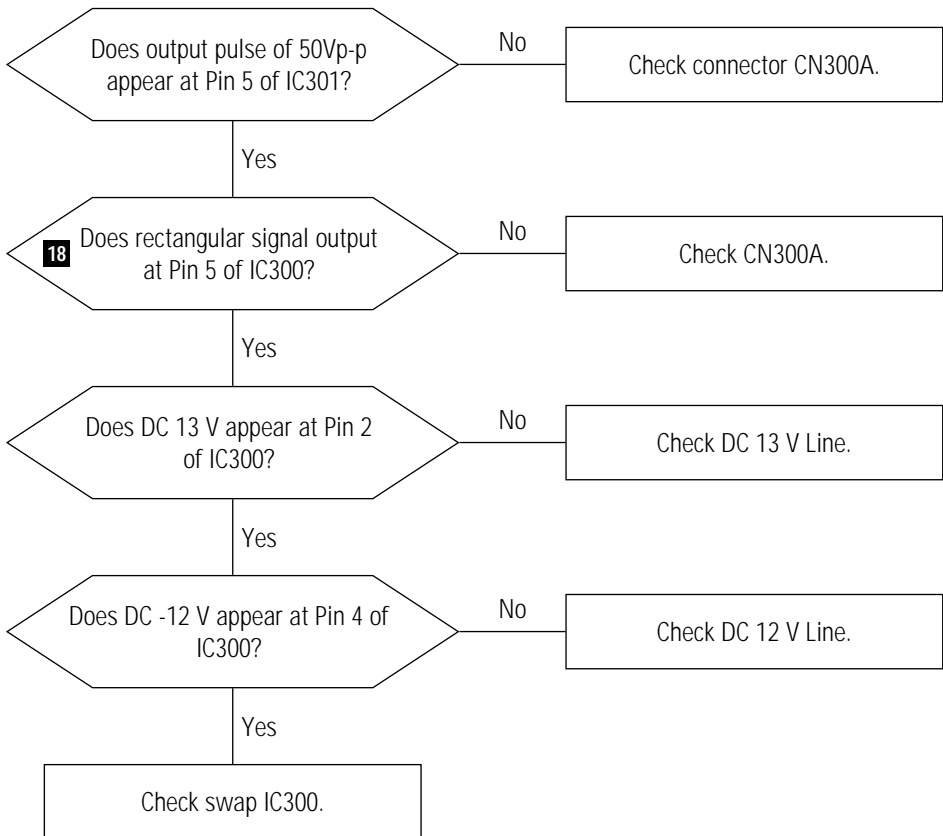 Does output pulse of 50Vp-p
appear at Pin 5 of IC301?
No
Check connector CN300A.
Yes
18
Does rectangular signal output
at Pin 5 of IC300?
No
Check CN300A.
Yes
Does DC 13 V appear at Pin 2
of IC300?
No
Check DC 13 V Line.
Yes
Does DC -12 V appear at Pin 4 of
IC300?
No
Check DC 12 V Line.
Yes
Check swap IC300.